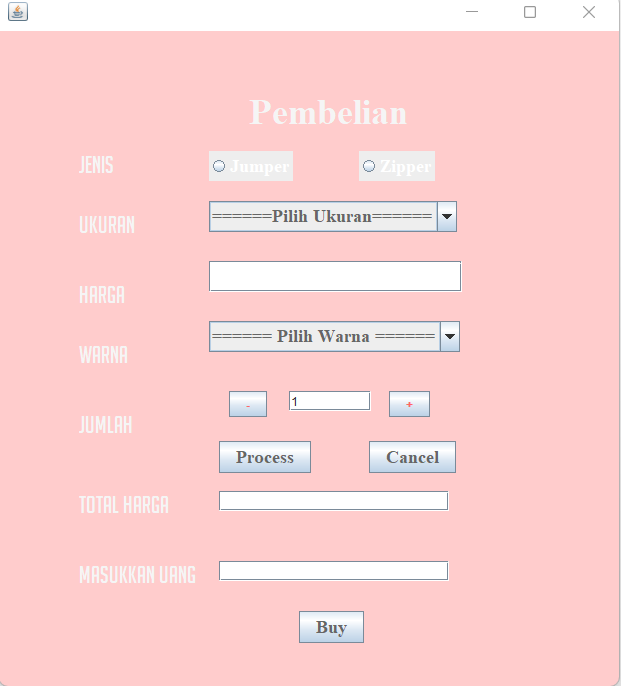 Pembelian
JENIS Jumper Zipper
UKURAN ======Pilih Ukuran======
HARGA
WARNA ====== Pilih Warna ======
JUMLAH - 1 +
Process Cancel
TOTAL HARGA
MASUKKAN UANG
Buy